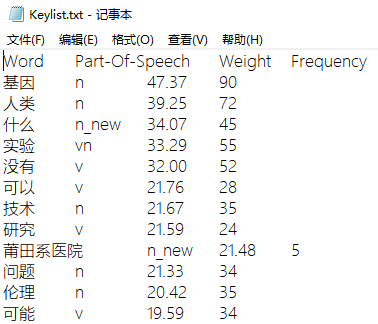 Keylist.txt - 记事本
文件(F) 编辑(E) 格式(O) 查看(V) 帮助(H)
Word Part-Of-Speech Weight Frequency
基因 n 47.37 90
人类 n 39.25 72
什么 n_new 34.07 45
实验 vn 33.29 55
没有 v 32.00 52
可以 v 21.76 28
技术 n 21.67 35
研究 v 21.59 24
莆田系医院 n_new 21.48 5
问题 n 21.33 34
伦理 n 20.42 35
可能 v 19.59 34